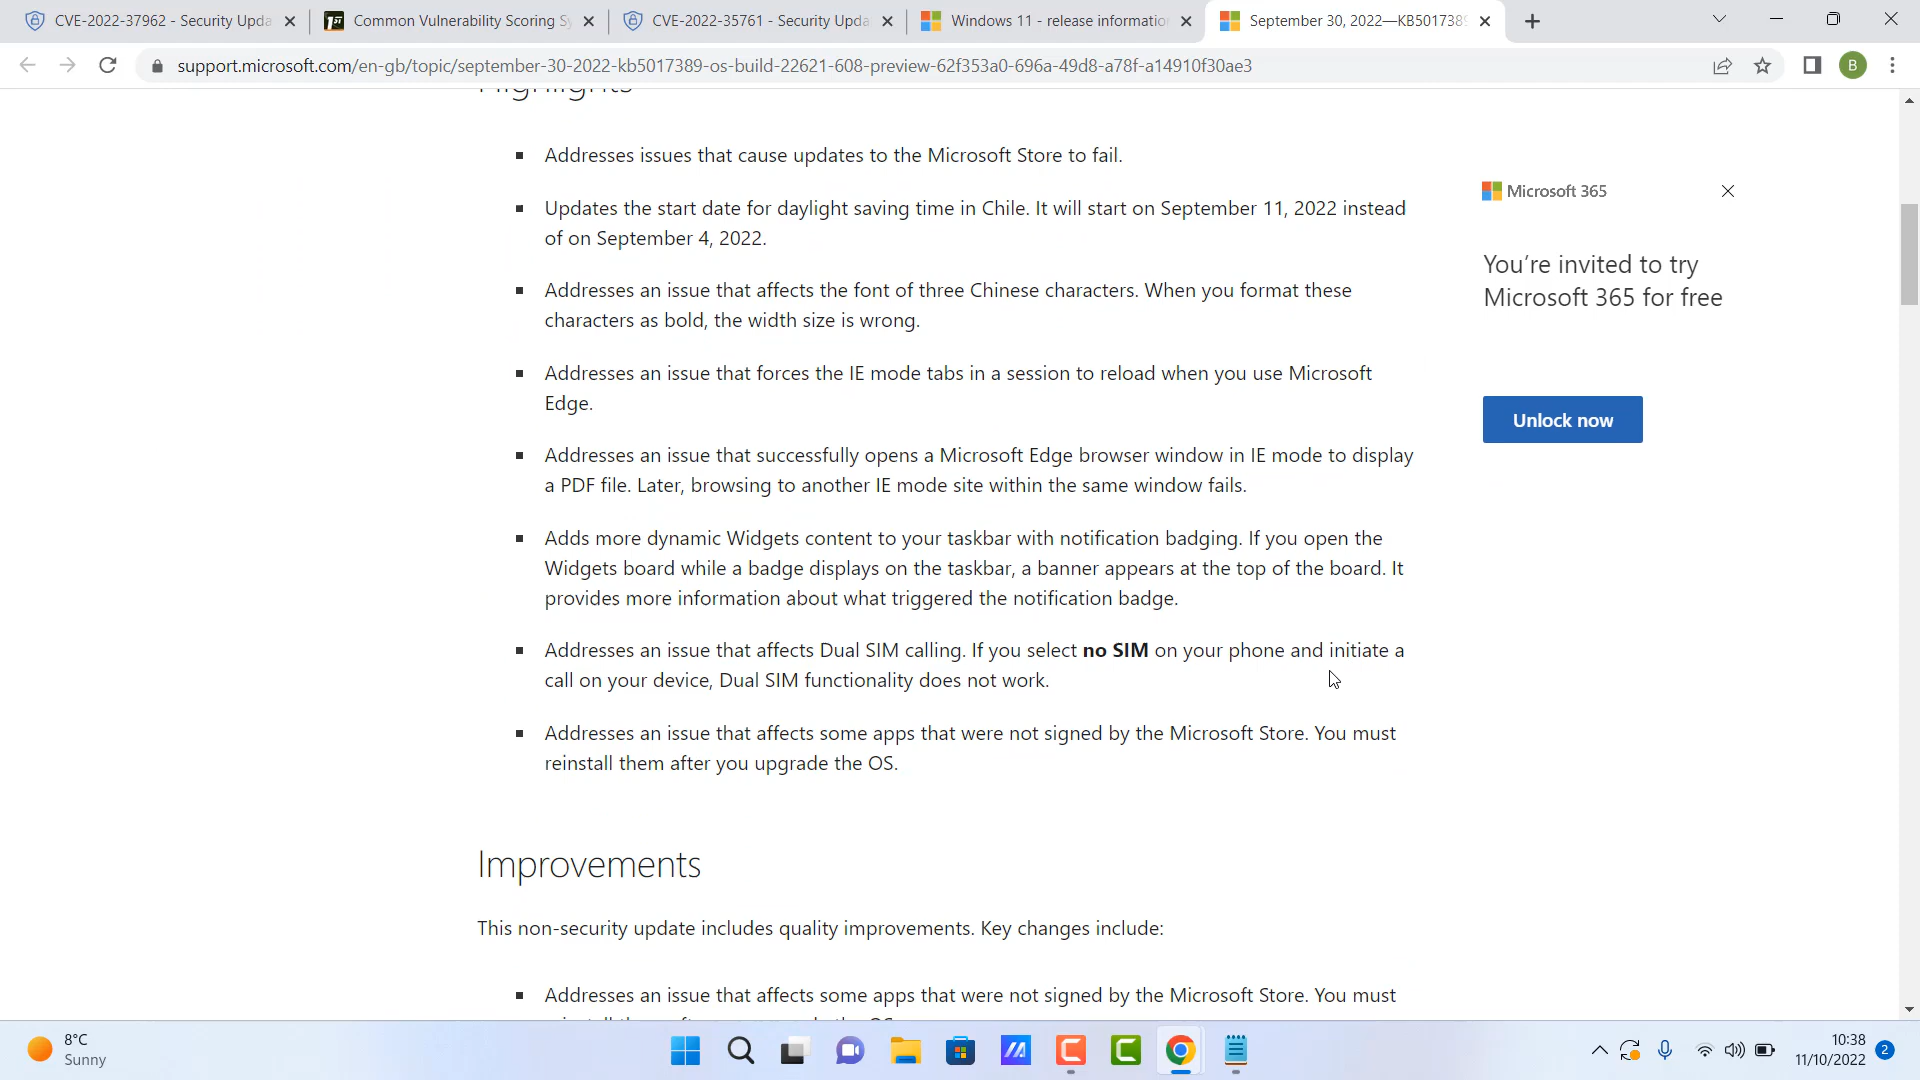 CVE-2022-37962 - Security Upda
Common Vulnerability Scoring Sy
CVE-2022-35761 - Security Upda
Windows 11 - release information
September 30, 2022—KB5017389
support.microsoft.com/en-gb/topic/september-30-2022-kb5017389-os-build-22621-608-preview-62f353a0-696a-49d8-a78f-a14910f30ae3
B
Highlights
Addresses issues that cause updates to the Microsoft Store to fail.
Updates the start date for daylight saving time in Chile. It will start on September 11, 2022 instead
of on September 4, 2022.
Addresses an issue that affects the font of three Chinese characters. When you format these
characters as bold, the width size is wrong.
Addresses an issue that forces the IE mode tabs in a session to reload when you use Microsoft
Edge.
Addresses an issue that successfully opens a Microsoft Edge browser window in IE mode to display
a PDF file. Later, browsing to another IE mode site within the same window fails.
Adds more dynamic Widgets content to your taskbar with notification badging. If you open the
Widgets board while a badge displays on the taskbar, a banner appears at the top of the board. It
provides more information about what triggered the notification badge.
Addresses an issue that affects Dual SIM calling. If you select no SIM on your phone and initiate a
call on your device, Dual SIM functionality does not work.
Addresses an issue that affects some apps that were not signed by the Microsoft Store. You must
reinstall them after you upgrade the OS.
Improvements
This non-security update includes quality improvements. Key changes include:
Addresses an issue that affects some apps that were not signed by the Microsoft Store. You must
Microsoft 365
You're invited to try
Microsoft 365 for free
Unlock now
8°C
Sunny
10:38
11/10/2022
2